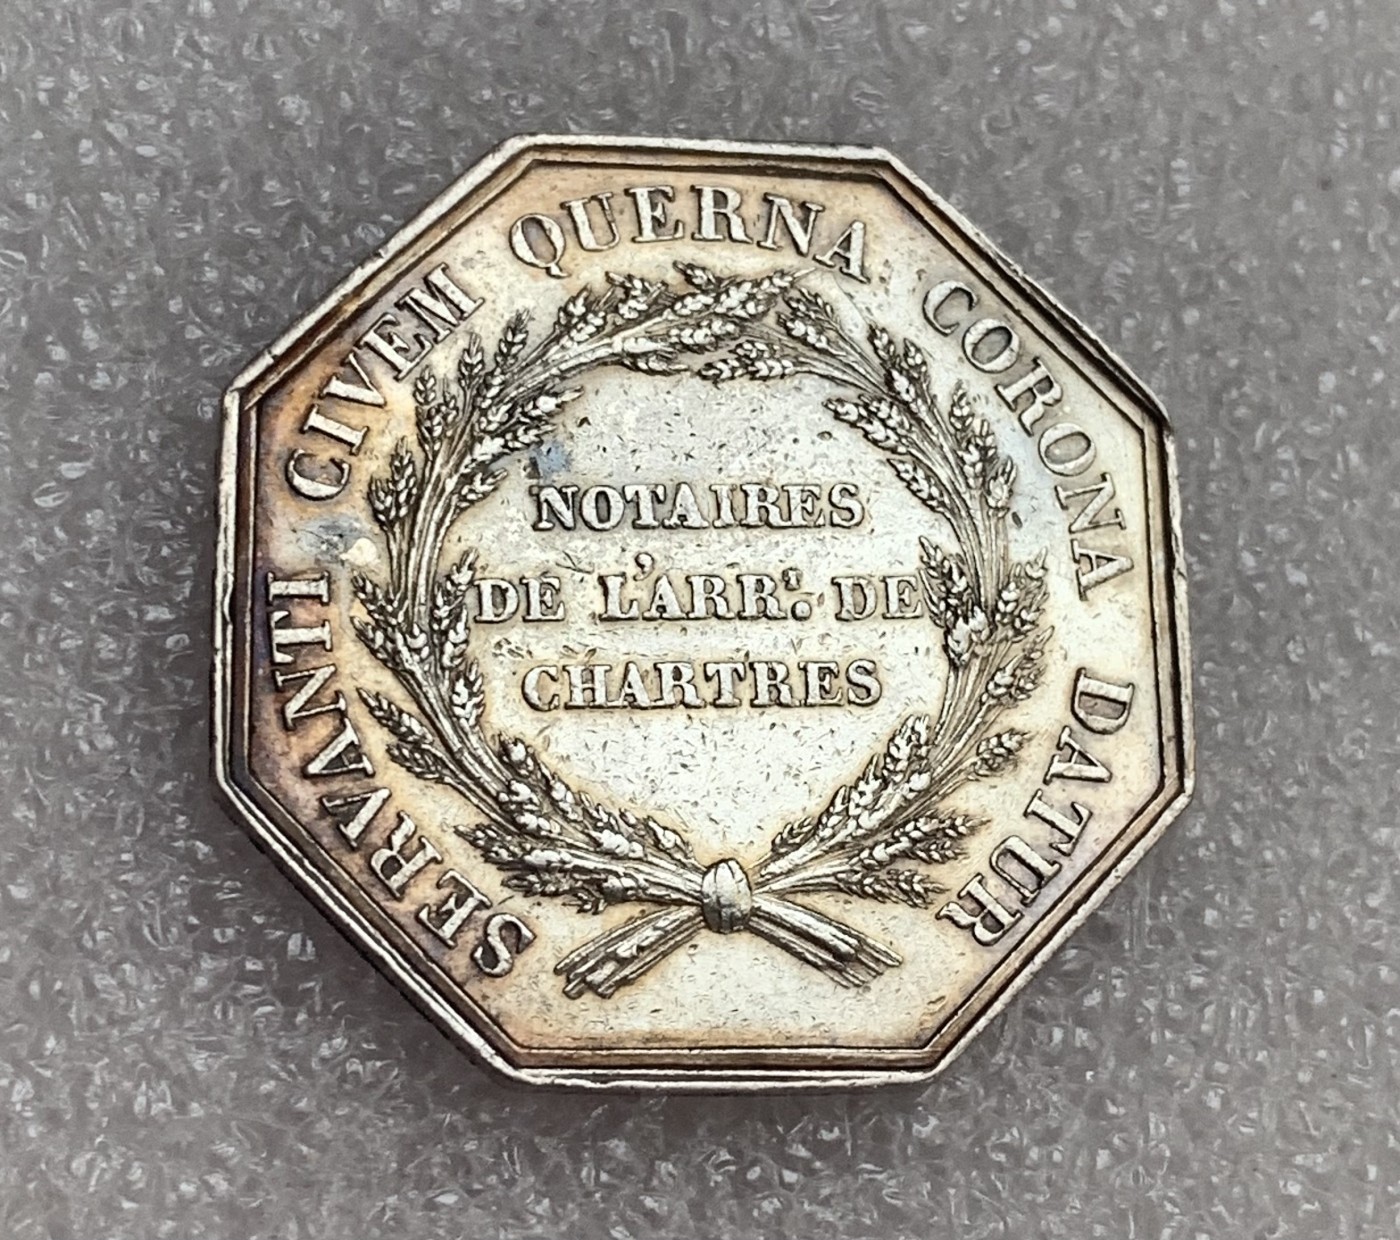 SERVANTI CIVEM QUERNA CORONA DATUR
NOTAIRES
DE L'ARR.ᵗ DE
CHARTRES